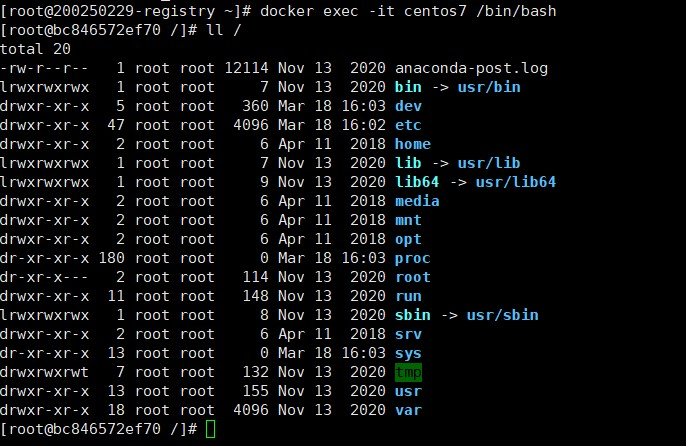 [root@200250229-registry ~]# docker exec -it centos7 /bin/bash
[root@bc846572ef70 /]# ll /
total 20
-rw-r--r--   1 root root 12114 Nov 13  2020 anaconda-post.log
lrwxrwxrwx   1 root root     7 Nov 13  2020 bin -> usr/bin
drwxr-xr-x   5 root root   360 Mar 18 16:03 dev
drwxr-xr-x  47 root root  4096 Mar 18 16:02 etc
drwxr-xr-x   2 root root     6 Apr 11  2018 home
lrwxrwxrwx   1 root root     7 Nov 13  2020 lib -> usr/lib
lrwxrwxrwx   1 root root     9 Nov 13  2020 lib64 -> usr/lib64
drwxr-xr-x   2 root root     6 Apr 11  2018 media
drwxr-xr-x   2 root root     6 Apr 11  2018 mnt
drwxr-xr-x   2 root root     6 Apr 11  2018 opt
dr-xr-xr-x 180 root root     0 Mar 18 16:03 proc
dr-xr-x---   2 root root   114 Nov 13  2020 root
drwxr-xr-x  11 root root   148 Nov 13  2020 run
lrwxrwxrwx   1 root root     8 Nov 13  2020 sbin -> usr/sbin
drwxr-xr-x   2 root root     6 Apr 11  2018 srv
dr-xr-xr-x  13 root root     0 Mar 18 16:03 sys
drwxrwxrwt   7 root root   132 Nov 13  2020 tmp
drwxr-xr-x  13 root root   155 Nov 13  2020 usr
drwxr-xr-x  18 root root  4096 Nov 13  2020 var
[root@bc846572ef70 /]#